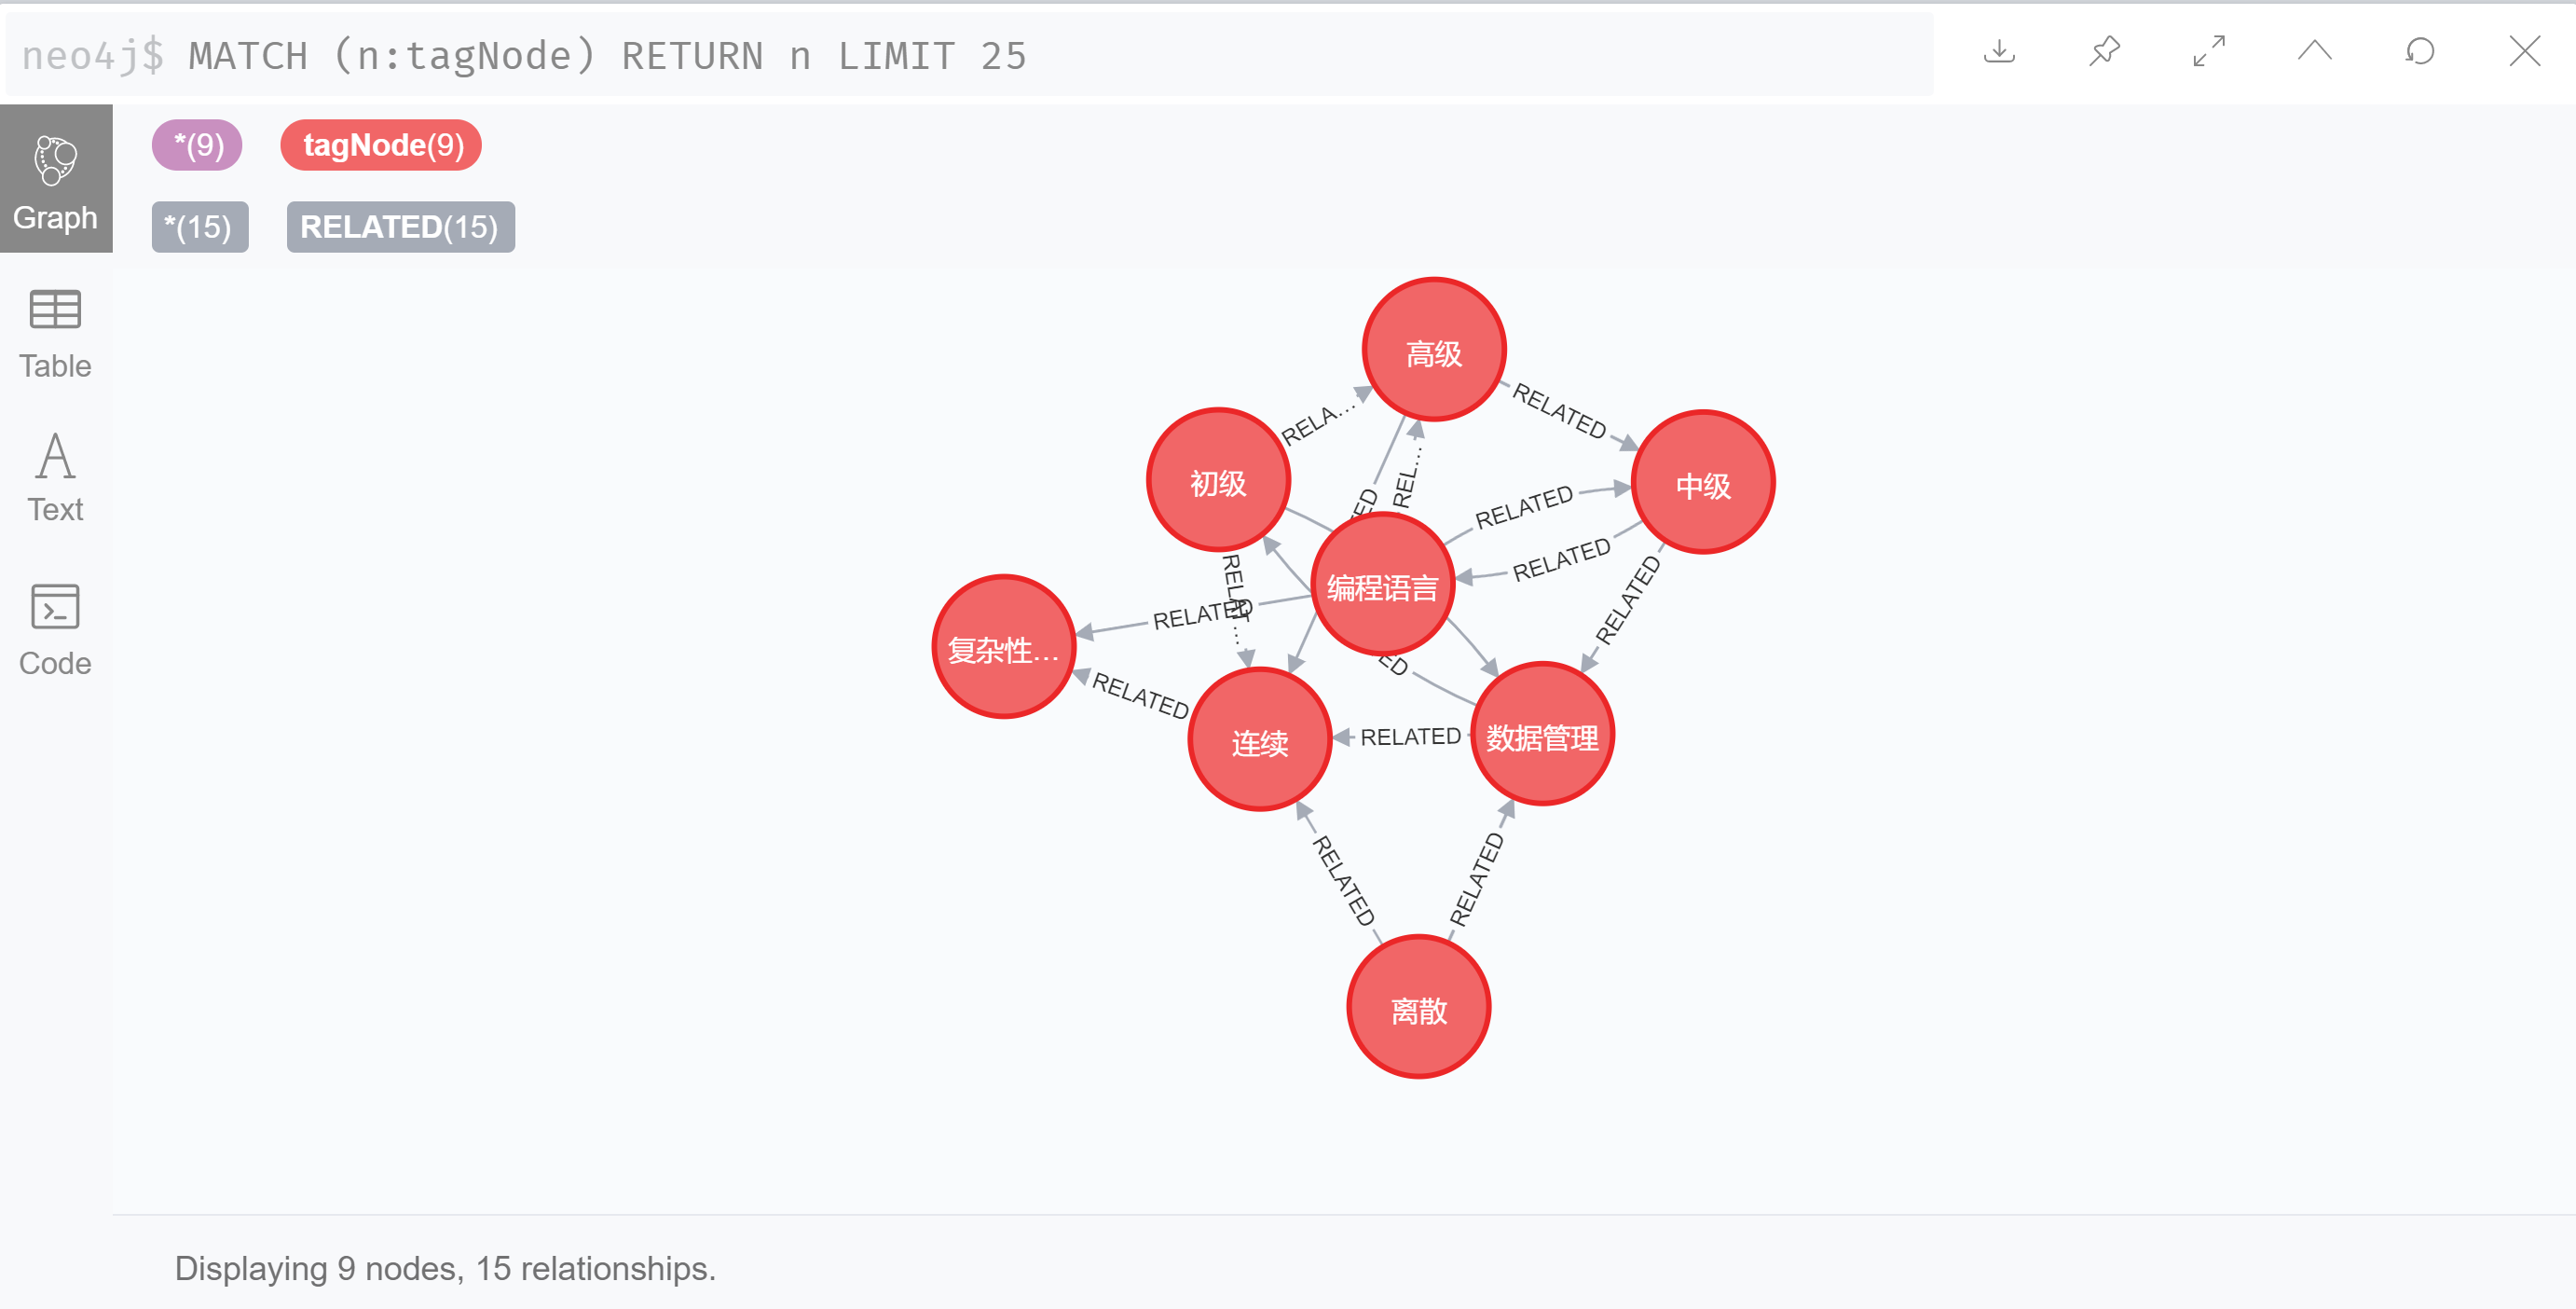 neo4j$ MATCH (n:tagNode) RETURN n LIMIT 25
*(9) tagNode(9)
*(15) RELATED(15)
Graph
Table
Text
Code
高级
RELA...
RELATED
初级
中级
ED
REL...
RELATED
RELATED
编程语言
RELAT...
RELATED
RELATED
复杂性...
ED
RELATED
连续
RELATED
数据管理
RELATED
RELATED
离散
Displaying 9 nodes, 15 relationships.